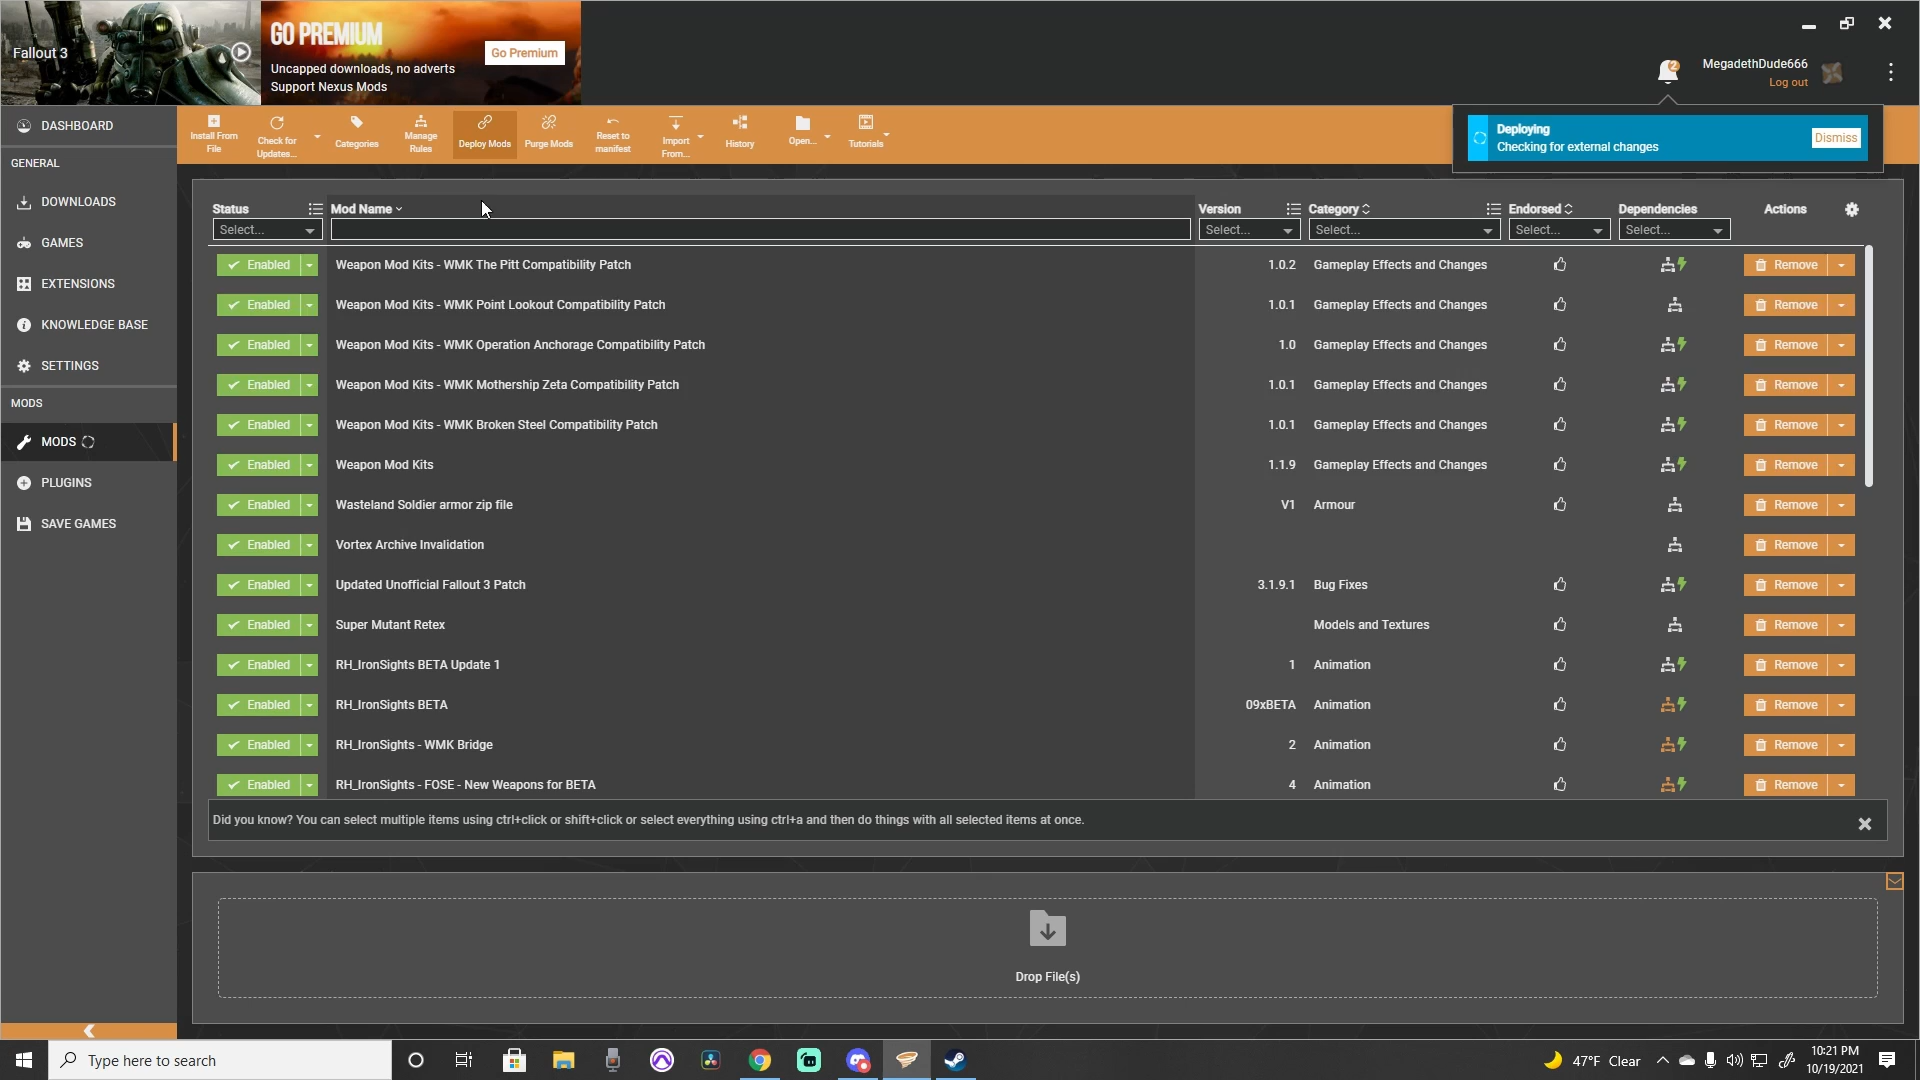 Fallout 3
GO PREMIUM
Uncapped downloads, no adverts
Support Nexus Mods
Go Premium
2
MegadethDude666
Log out
DASHBOARD
GENERAL
DOWNLOADS
GAMES
EXTENSIONS
KNOWLEDGE BASE
SETTINGS
MODS
MODS
PLUGINS
SAVE GAMES
Install From File
Check for Updates...
Categories
Manage Rules
Deploy Mods
Purge Mods
Reset to manifest
Import From...
History
Open...
Tutorials
Deploying
Checking for external changes
Dismiss
Status Mod Name Version Category Endorsed Dependencies Actions
Select... Select... Select... Select... Select...
Enabled Weapon Mod Kits - WMK The Pitt Compatibility Patch 1.0.2 Gameplay Effects and Changes Remove
Enabled Weapon Mod Kits - WMK Point Lookout Compatibility Patch 1.0.1 Gameplay Effects and Changes Remove
Enabled Weapon Mod Kits - WMK Operation Anchorage Compatibility Patch 1.0 Gameplay Effects and Changes Remove
Enabled Weapon Mod Kits - WMK Mothership Zeta Compatibility Patch 1.0.1 Gameplay Effects and Changes Remove
Enabled Weapon Mod Kits - WMK Broken Steel Compatibility Patch 1.0.1 Gameplay Effects and Changes Remove
Enabled Weapon Mod Kits 1.1.9 Gameplay Effects and Changes Remove
Enabled Wasteland Soldier armor zip file V1 Armour Remove
Enabled Vortex Archive Invalidation Remove
Enabled Updated Unofficial Fallout 3 Patch 3.1.9.1 Bug Fixes Remove
Enabled Super Mutant Retex Models and Textures Remove
Enabled RH_IronSights BETA Update 1 1 Animation Remove
Enabled RH_IronSights BETA 09xBETA Animation Remove
Enabled RH_IronSights - WMK Bridge 2 Animation Remove
Enabled RH_IronSights - FOSE - New Weapons for BETA 4 Animation Remove
Did you know? You can select multiple items using ctrl+click or shift+click or select everything using ctrl+a and then do things with all selected items at once.
Drop File(s)
Type here to search
47°F Clear
10:21 PM
10/19/2021